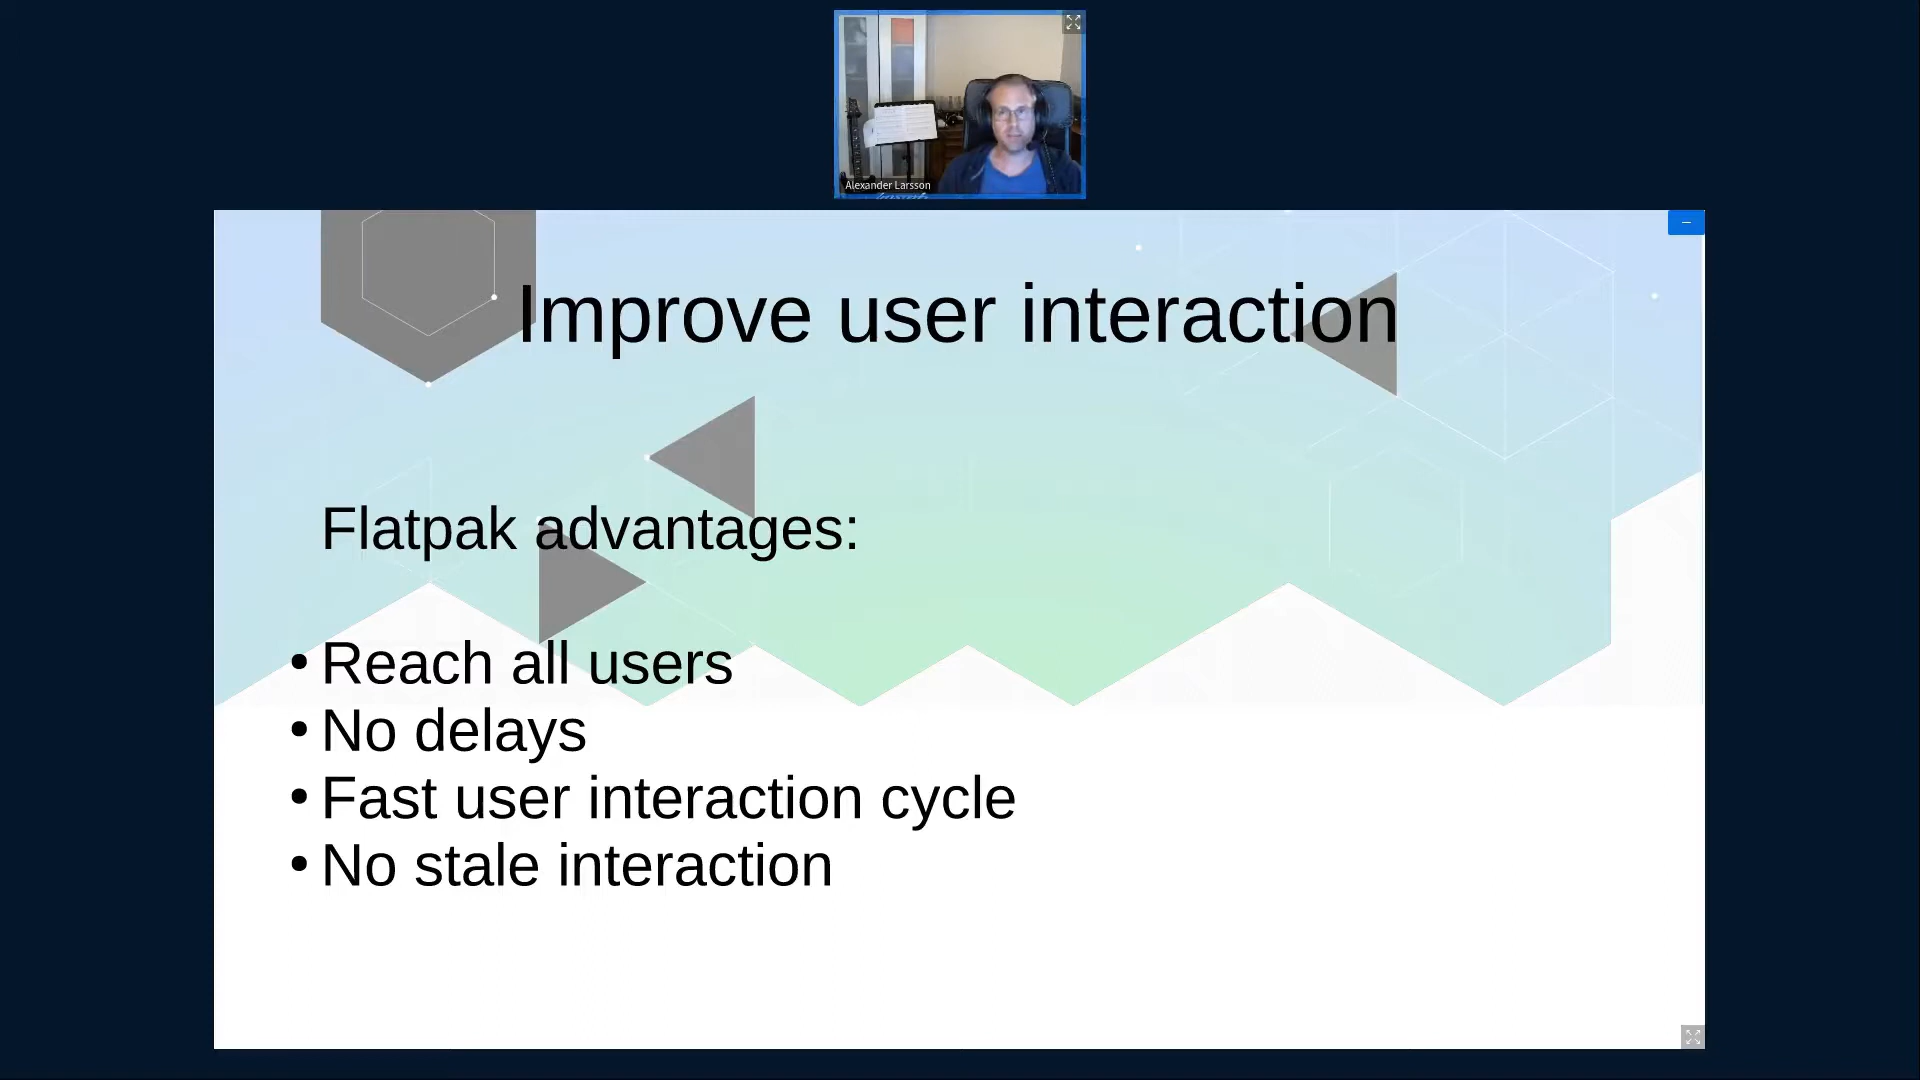 Alexander Larsson
Improve user interaction
Flatpak advantages:
• Reach all users
• No delays
• Fast user interaction cycle
• No stale interaction